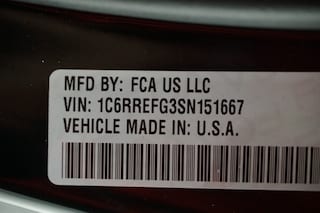 MFD BY: FCA US LLC
VIN: 1C6RREFG3SN151667
VEHICLE MADE IN: U.S.A.